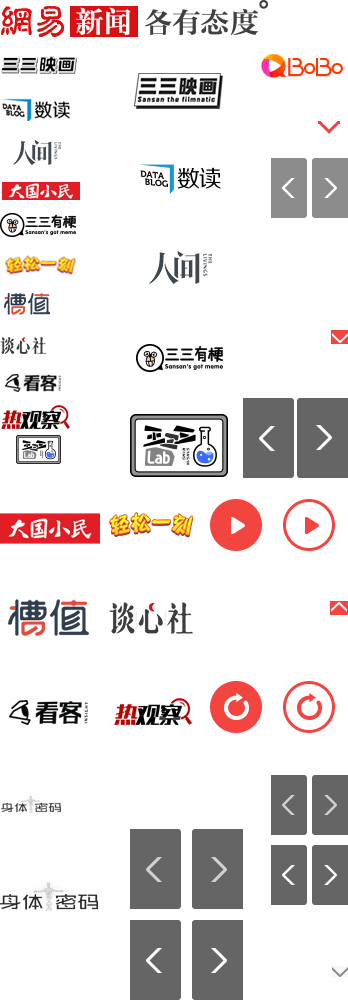 網易 新闻 各有态度
三三映画
BoBo
三三映画
Sansan the filmnatic
DATA BLOG 数读
人间 THE LIVINGS
DATA BLOG 数读
大国小民
三三有梗
Sansan's got meme
轻松一刻
人间 THE LIVINGS
槽值
谈心社
三三有梗
Sansan's got meme
看客
热观察
Lab
大国小民
轻松一刻
槽值
谈心社
看客 INSIGHT
热观察
身体密码
身体密码